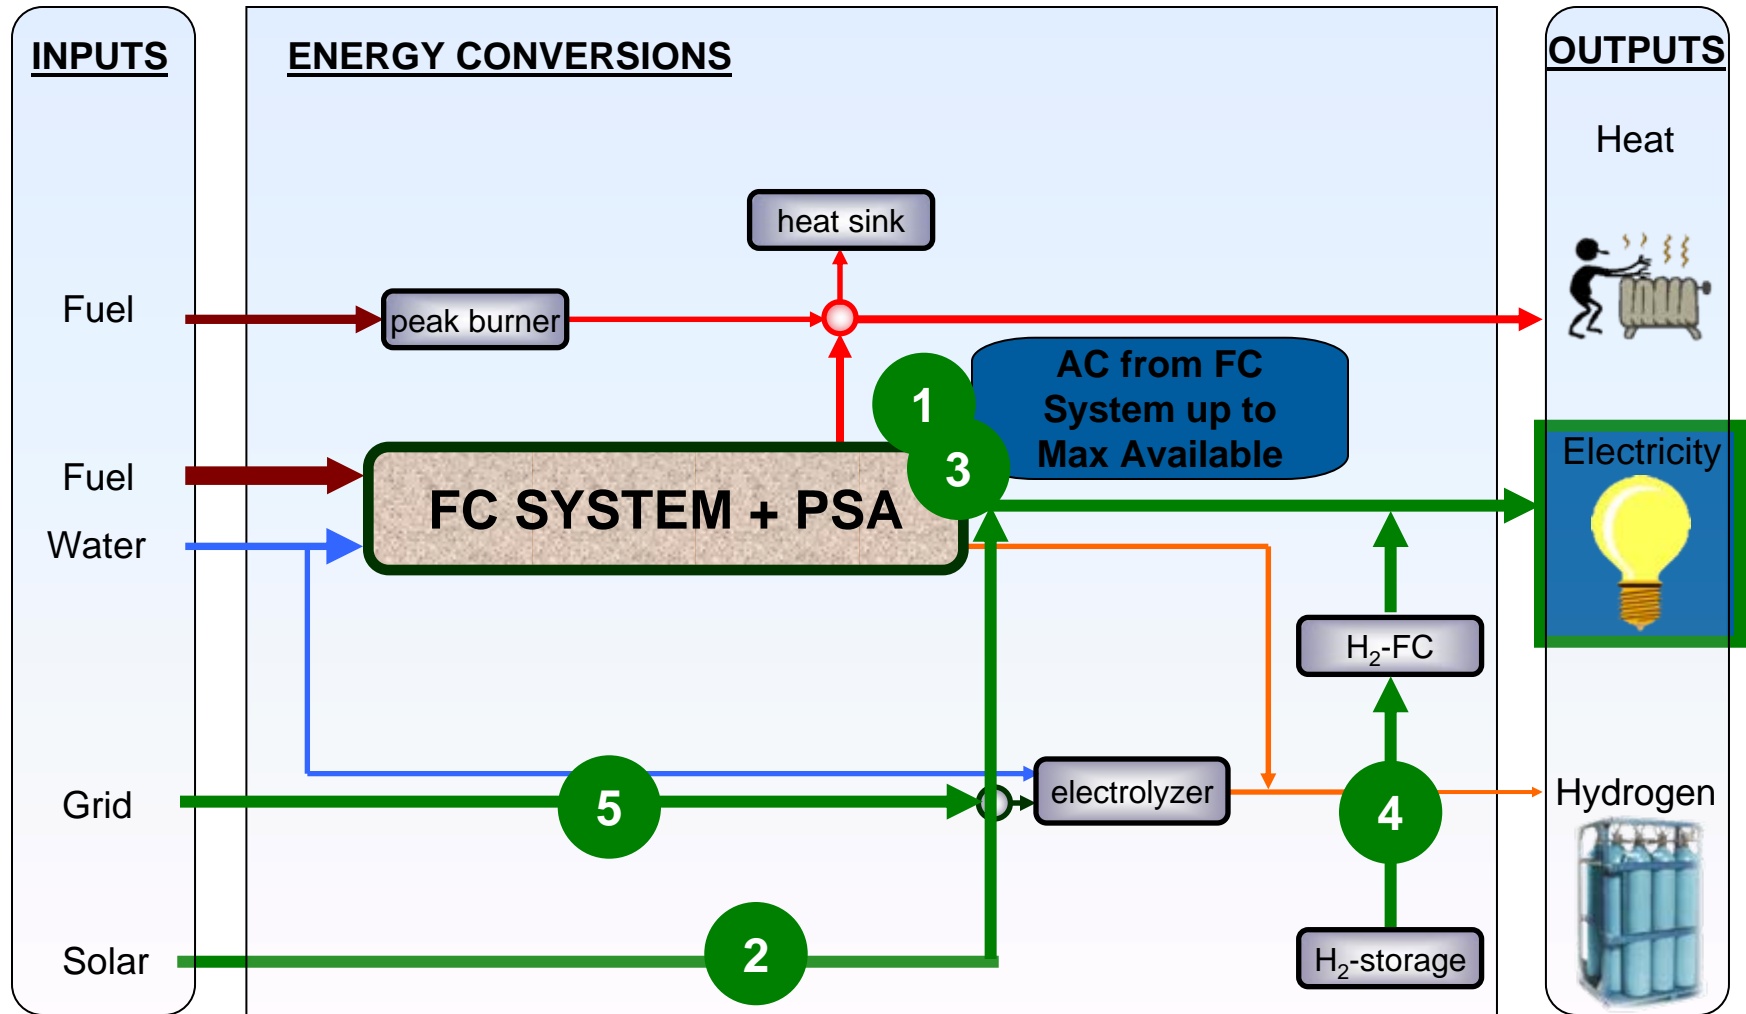 INPUTS
ENERGY CONVERSIONS
OUTPUTS
Heat
heat sink
Fuel
peak burner
1
AC from FC
System up to
Max Available
3
Electricity
Fuel
FC SYSTEM + PSA
Water
H₂-FC
Grid
5
electrolyzer
4
Hydrogen
Solar
2
H₂-storage